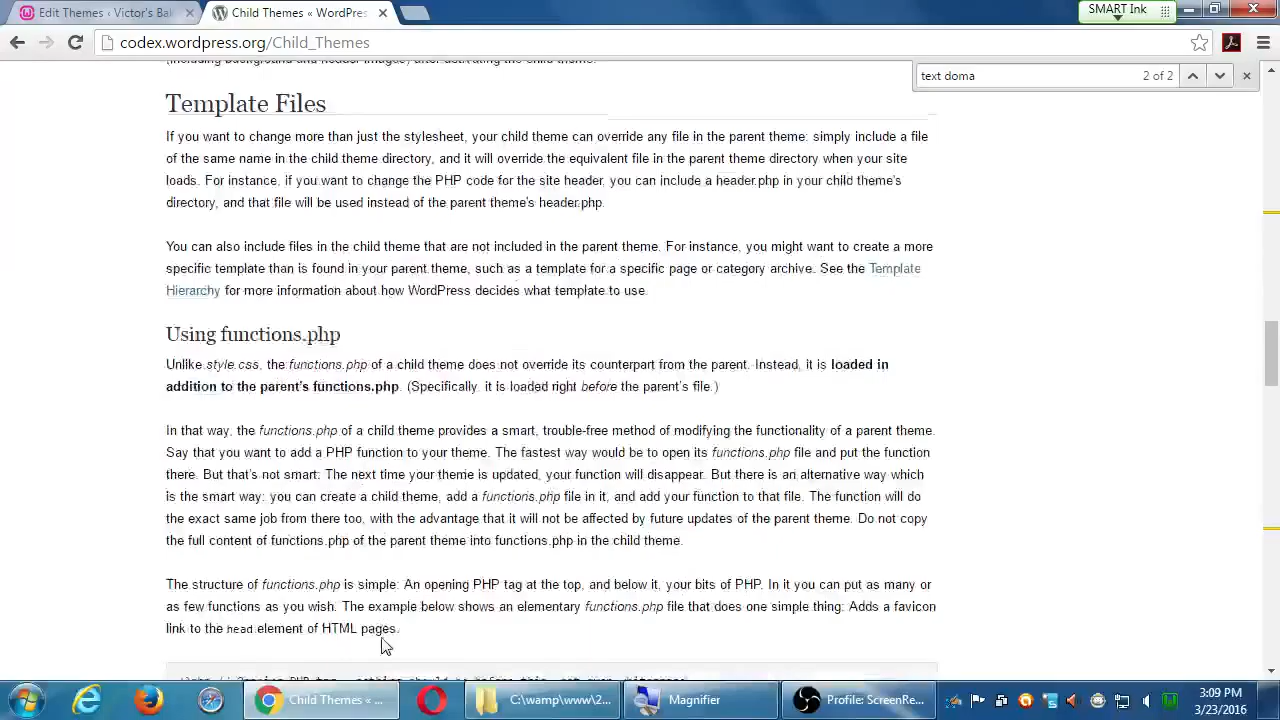 Edit Themes ‹ Victor's Bal
Child Themes « WordPres
SMART Ink
codex.wordpress.org/Child_Themes
text doma
2 of 2
(including background and header images) after activating the child theme.
Template Files
If you want to change more than just the stylesheet, your child theme can override any file in the parent theme: simply include a file
of the same name in the child theme directory, and it will override the equivalent file in the parent theme directory when your site
loads. For instance, if you want to change the PHP code for the site header, you can include a header.php in your child theme's
directory, and that file will be used instead of the parent theme's header.php.
You can also include files in the child theme that are not included in the parent theme. For instance, you might want to create a more
specific template than is found in your parent theme, such as a template for a specific page or category archive. See the Template
Hierarchy for more information about how WordPress decides what template to use.
Using functions.php
Unlike style.css, the functions.php of a child theme does not override its counterpart from the parent. Instead, it is loaded in
addition to the parent's functions.php. (Specifically, it is loaded right before the parent's file.)
In that way, the functions.php of a child theme provides a smart, trouble-free method of modifying the functionality of a parent theme.
Say that you want to add a PHP function to your theme. The fastest way would be to open its functions.php file and put the function
there. But that's not smart: The next time your theme is updated, your function will disappear. But there is an alternative way which
is the smart way: you can create a child theme, add a functions.php file in it, and add your function to that file. The function will do
the exact same job from there too, with the advantage that it will not be affected by future updates of the parent theme. Do not copy
the full content of functions.php of the parent theme into functions.php in the child theme.
The structure of functions.php is simple: An opening PHP tag at the top, and below it, your bits of PHP. In it you can put as many or
as few functions as you wish. The example below shows an elementary functions.php file that does one simple thing: Adds a favicon
link to the head element of HTML pages.
Child Themes « ...
C:\wamp\www\2...
Magnifier
Profile: ScreenRe...
3:09 PM
3/23/2016